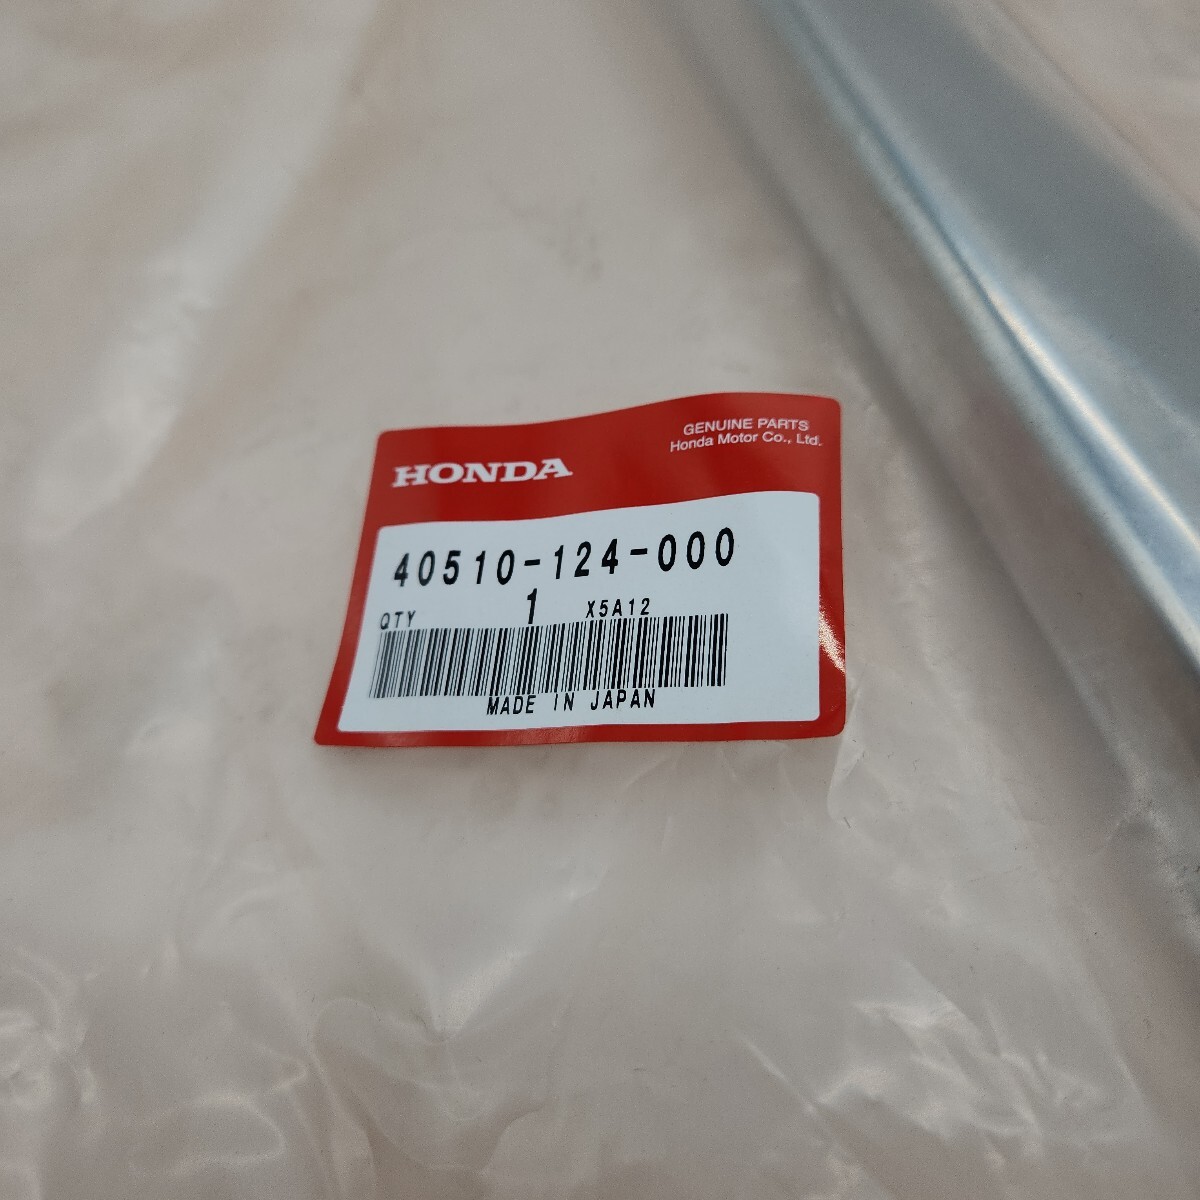 HONDA
GENUINE PARTS
Honda Motor Co., Ltd.
40510-124-000
QTY 1 X5A12
MADE IN JAPAN